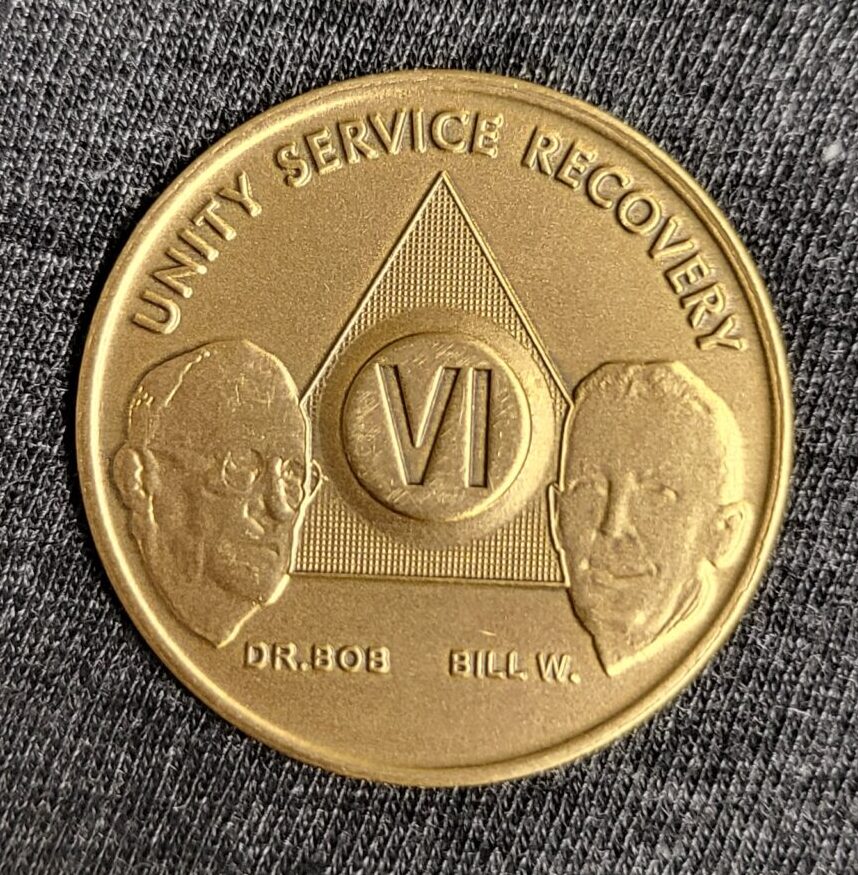 UNITY SERVICE RECOVERY
VI
DR.BOB BILL W.